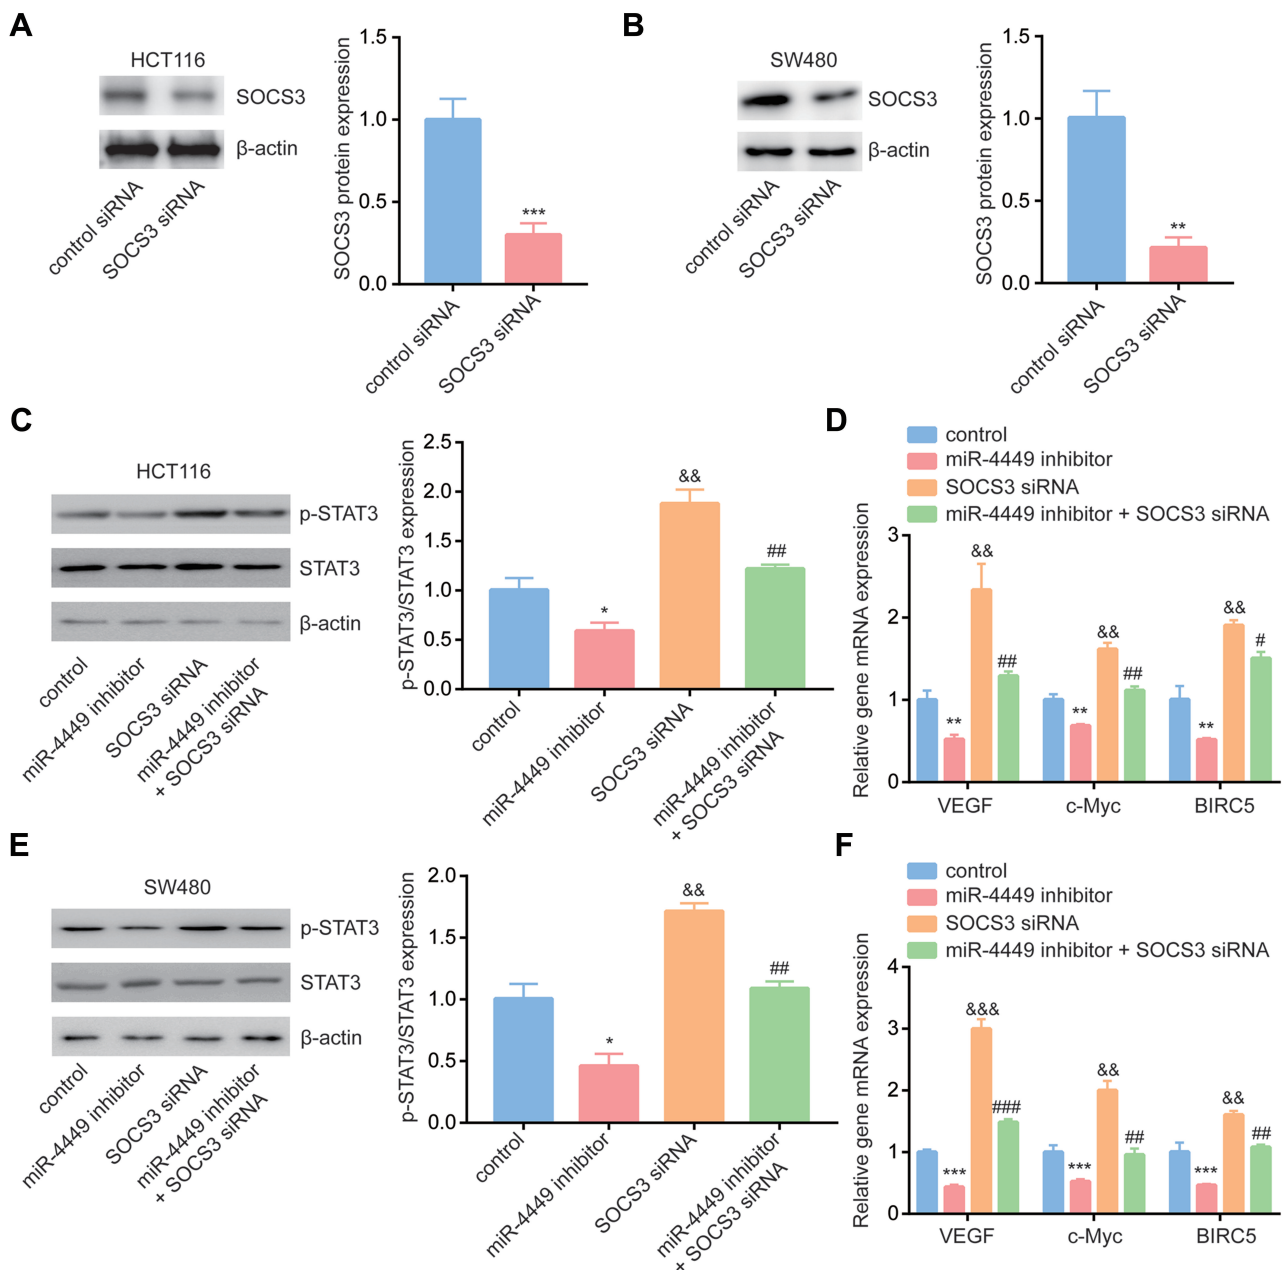 A
HCT116
SOCS3
β-actin
control siRNA
SOCS3 siRNA
SOCS3 protein expression
1.5
1.0
0.5
0.0
***
control siRNA
SOCS3 siRNA
B
SW480
SOCS3
β-actin
control siRNA
SOCS3 siRNA
SOCS3 protein expression
1.5
1.0
0.5
0.0
**
control siRNA
SOCS3 siRNA
C
HCT116
p-STAT3
STAT3
β-actin
control
miR-4449 inhibitor
SOCS3 siRNA
miR-4449 inhibitor
+ SOCS3 siRNA
p-STAT3/STAT3 expression
2.5
2.0
1.5
1.0
0.5
0.0
*
&&
##
control
miR-4449 inhibitor
SOCS3 siRNA
miR-4449 inhibitor
+ SOCS3 siRNA
D
control
miR-4449 inhibitor
SOCS3 siRNA
miR-4449 inhibitor + SOCS3 siRNA
Relative gene mRNA expression
3
2
1
0
**
&&
##
**
&&
##
**
&&
#
VEGF
c-Myc
BIRC5
E
SW480
p-STAT3
STAT3
β-actin
control
miR-4449 inhibitor
SOCS3 siRNA
miR-4449 inhibitor
+ SOCS3 siRNA
p-STAT3/STAT3 expression
2.0
1.5
1.0
0.5
0.0
*
&&
##
control
miR-4449 inhibitor
SOCS3 siRNA
miR-4449 inhibitor
+ SOCS3 siRNA
F
control
miR-4449 inhibitor
SOCS3 siRNA
miR-4449 inhibitor + SOCS3 siRNA
Relative gene mRNA expression
4
3
2
1
0
***
&&&
###
***
&&
##
***
&&
##
VEGF
c-Myc
BIRC5